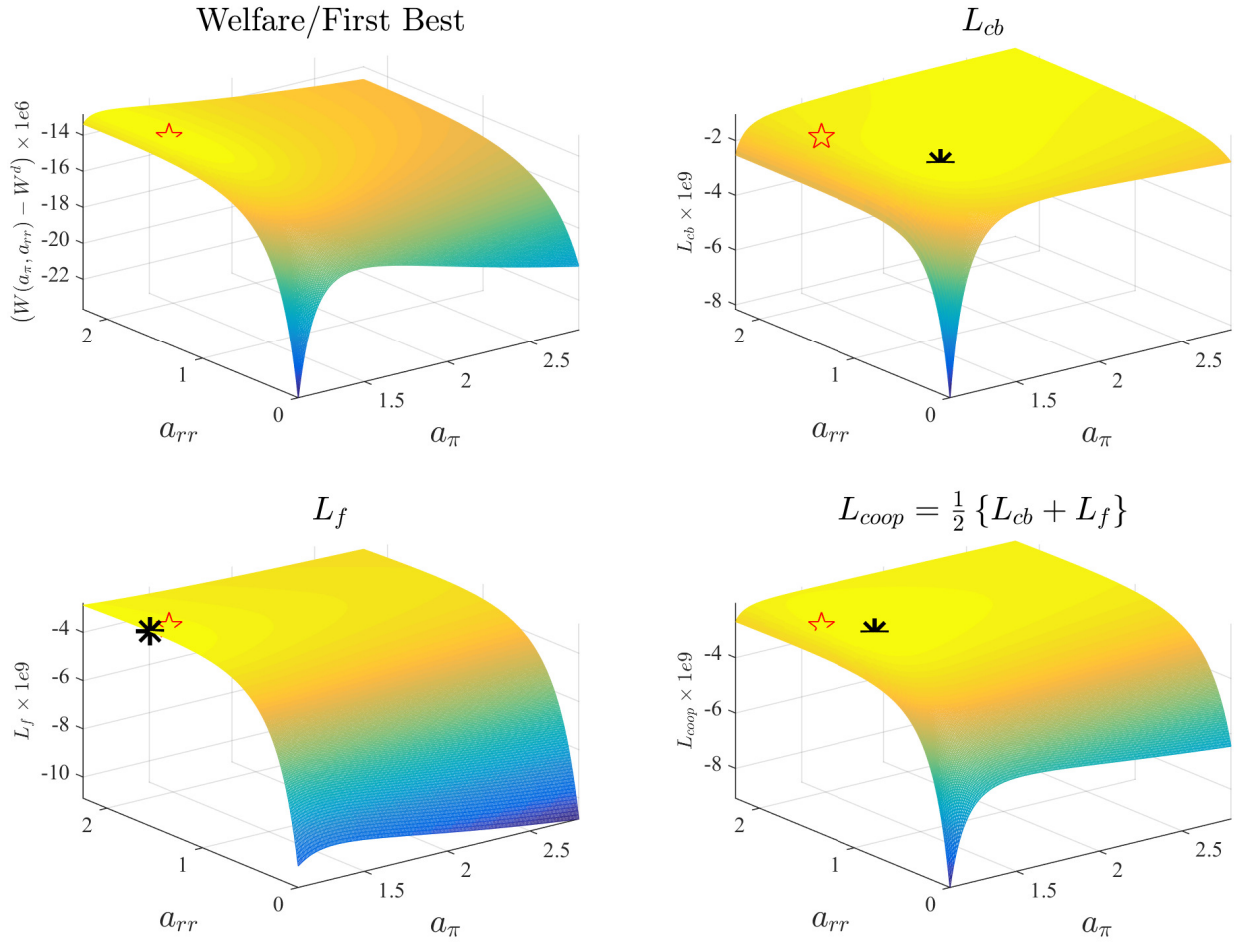 Welfare/First Best
(W(a_π, a_rr) − W^d) × 1e6
-14
-16
-18
-20
-22
2
1
0
1.5
2
2.5
a_rr
a_π
L_cb
L_cb × 1e9
-2
-4
-6
-8
2
1
0
1.5
2
2.5
a_rr
a_π
L_f
L_f × 1e9
-4
-6
-8
-10
2
1
0
1.5
2
2.5
a_rr
a_π
L_coop = 1/2 {L_cb + L_f}
L_coop × 1e9
-4
-6
-8
2
1
0
1.5
2
2.5
a_rr
a_π